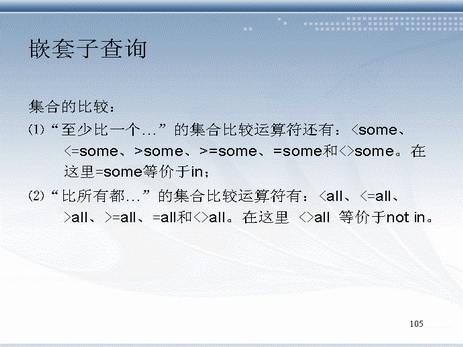 嵌套子查询
集合的比较：
⑴“至少比一个…”的集合比较运算符还有：<some、
<=some、>some、>=some、=some和<>some。在
这里=some等价于in；
⑵“比所有都…”的集合比较运算符有：<all、<=all、
>all、>=all、=all和<>all。在这里 <>all 等价于not in。
105